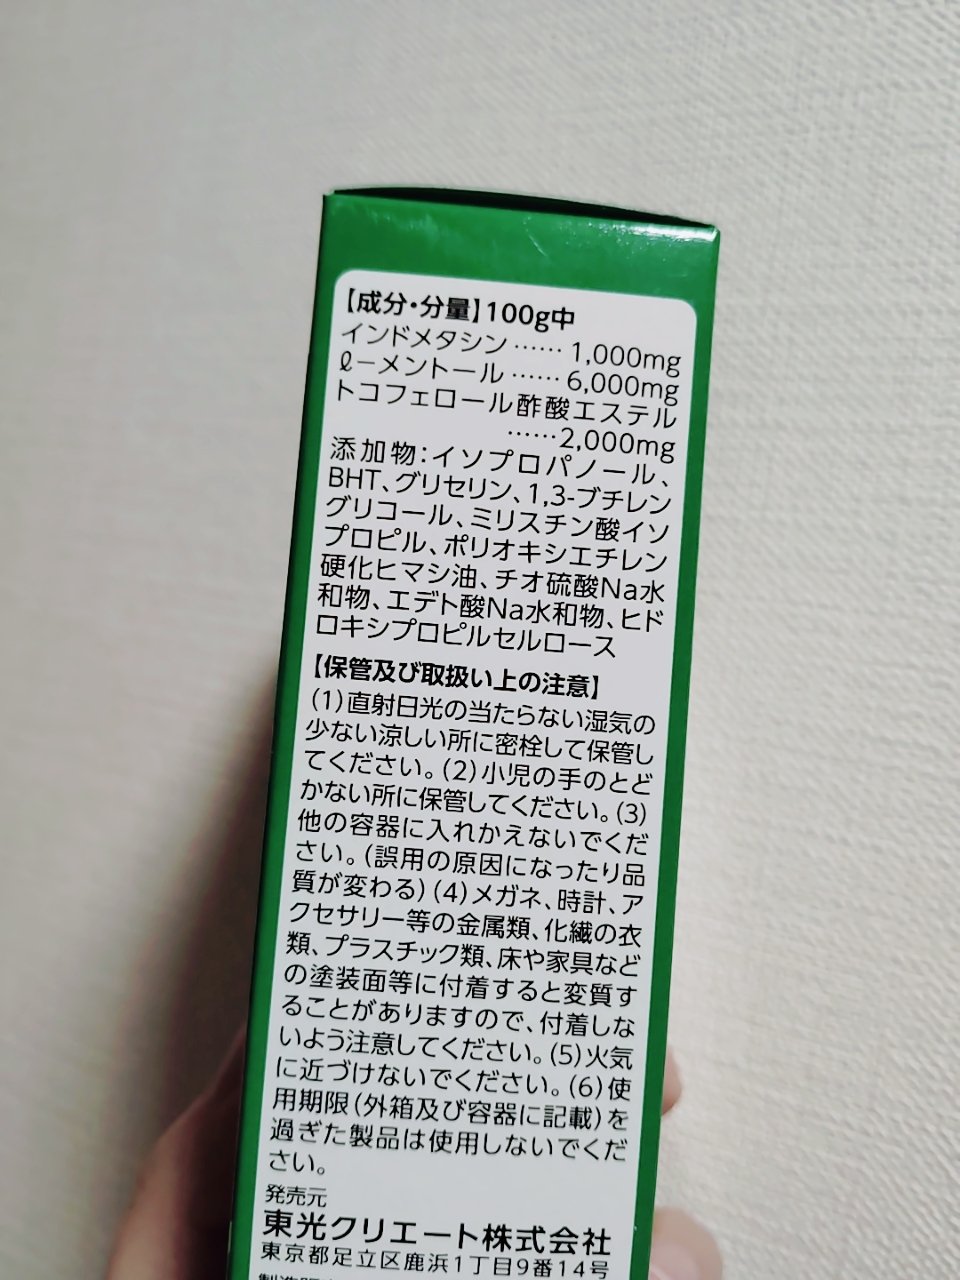 【成分・分量】100g中
インドメタシン……1,000mg
ℓ－メントール……6,000mg
トコフェロール酢酸エステル
……2,000mg
添加物：イソプロパノール、
BHT、グリセリン、1,3-ブチレン
グリコール、ミリスチン酸イソ
プロピル、ポリオキシエチレン
硬化ヒマシ油、チオ硫酸Na水
和物、エデト酸Na水和物、ヒド
ロキシプロピルセルロース
【保管及び取扱い上の注意】
(1)直射日光の当たらない湿気の
少ない涼しい所に密栓して保管し
てください。(2)小児の手のとど
かない所に保管してください。(3)
他の容器に入れかえないでくだ
さい。(誤用の原因になったり品
質が変わる)(4)メガネ、時計、ア
クセサリー等の金属類、化繊の衣
類、プラスチック類、床や家具など
の塗装面等に付着すると変質す
ることがありますので、付着しな
いよう注意してください。(5)火気
に近づけないでください。(6)使
用期限(外箱及び容器に記載)を
過ぎた製品は使用しないでくだ
さい。
発売元
東光クリエート株式会社
東京都足立区鹿浜1丁目9番14号